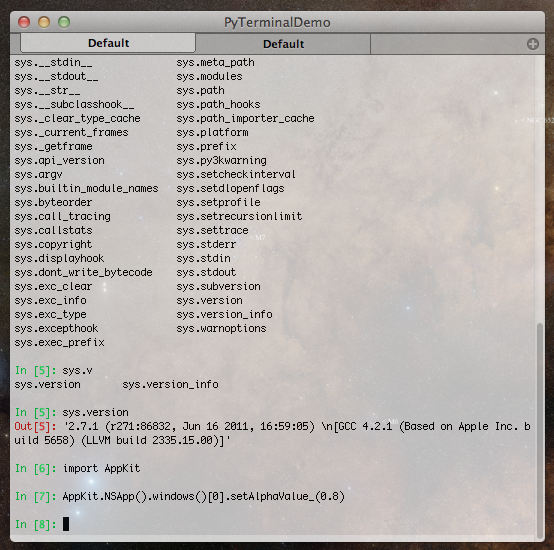 PyTerminalDemo
Default Default
sys.__stdin__ sys.meta_path
sys.__stdout__ sys.modules
sys.__str__ sys.path
sys.__subclasshook__ sys.path_hooks
sys._clear_type_cache sys.path_importer_cache
sys._current_frames sys.platform
sys._getframe sys.prefix
sys.api_version sys.py3kwarning
sys.argv sys.setcheckinterval
sys.builtin_module_names sys.setdlopenflags
sys.byteorder sys.setprofile
sys.call_tracing sys.setrecursionlimit
sys.callstats sys.settrace
sys.copyright sys.stderr
sys.displayhook sys.stdin
sys.dont_write_bytecode sys.stdout
sys.exc_clear sys.subversion
sys.exc_info sys.version
sys.exc_type sys.version_info
sys.excepthook sys.warnoptions
sys.exec_prefix
In [5]: sys.v
sys.version sys.version_info
In [5]: sys.version
Out[5]: '2.7.1 (r271:86832, Jun 16 2011, 16:59:05) \n[GCC 4.2.1 (Based on Apple Inc. b
uild 5658) (LLVM build 2335.15.00)]'
In [6]: import AppKit
In [7]: AppKit.NSApp().windows()[0].setAlphaValue_(0.8)
In [8]: